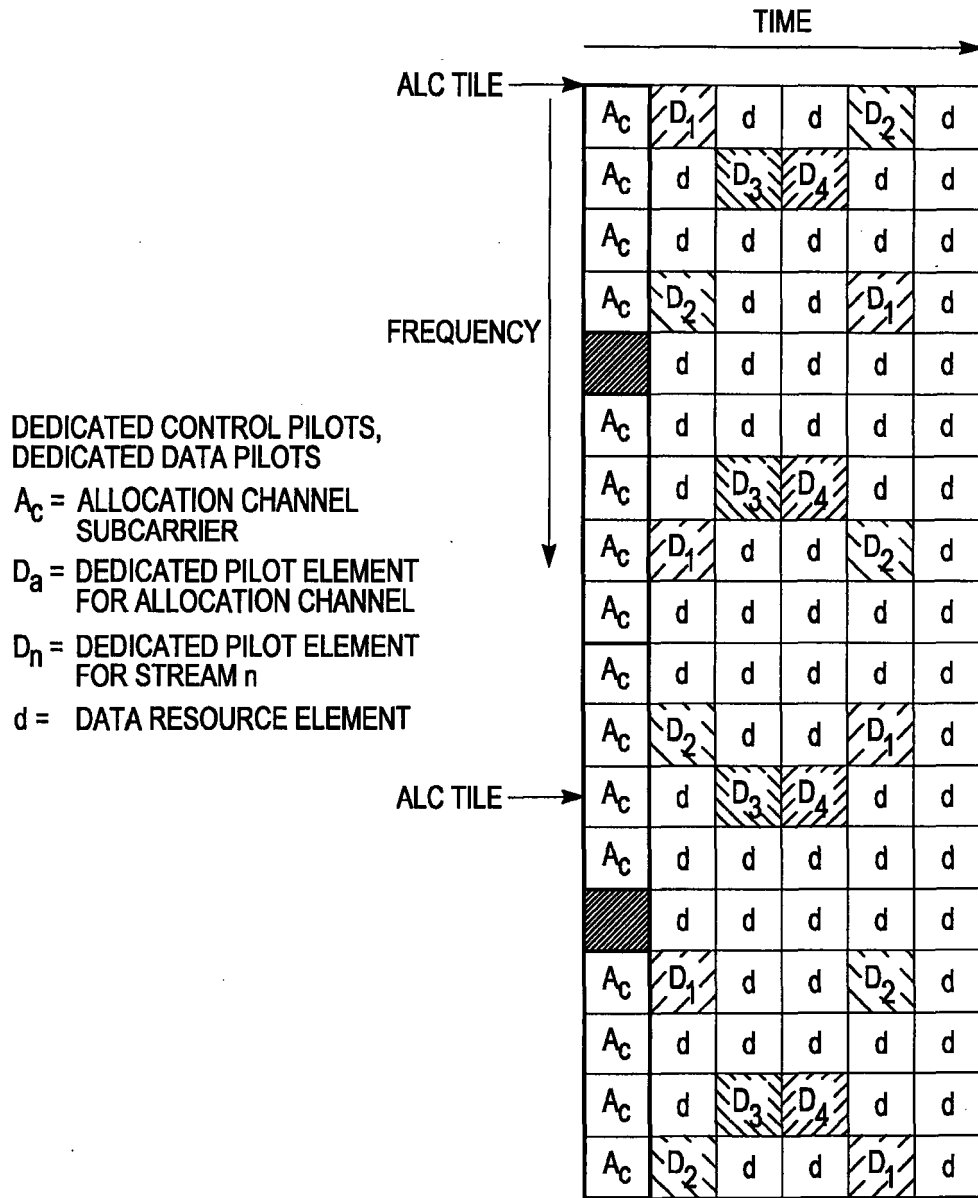 TIME
ALC TILE
A_c D_1 d d D_2 d
A_c d D_3 D_4 d d
A_c d d d d d
A_c D_2 d d D_1 d
FREQUENCY
d d d d d
DEDICATED CONTROL PILOTS,
DEDICATED DATA PILOTS
A_c d d d d d
A_c d D_3 D_4 d d
A_c = ALLOCATION CHANNEL
SUBCARRIER
A_c D_1 d d D_2 d
D_a = DEDICATED PILOT ELEMENT
FOR ALLOCATION CHANNEL
A_c d d d d d
D_n = DEDICATED PILOT ELEMENT
FOR STREAM n
A_c d d d d d
d = DATA RESOURCE ELEMENT
A_c D_2 d d D_1 d
ALC TILE
A_c d D_3 D_4 d d
A_c d d d d d
d d d d d
A_c D_1 d d D_2 d
A_c d d d d d
A_c d D_3 D_4 d d
A_c D_2 d d D_1 d